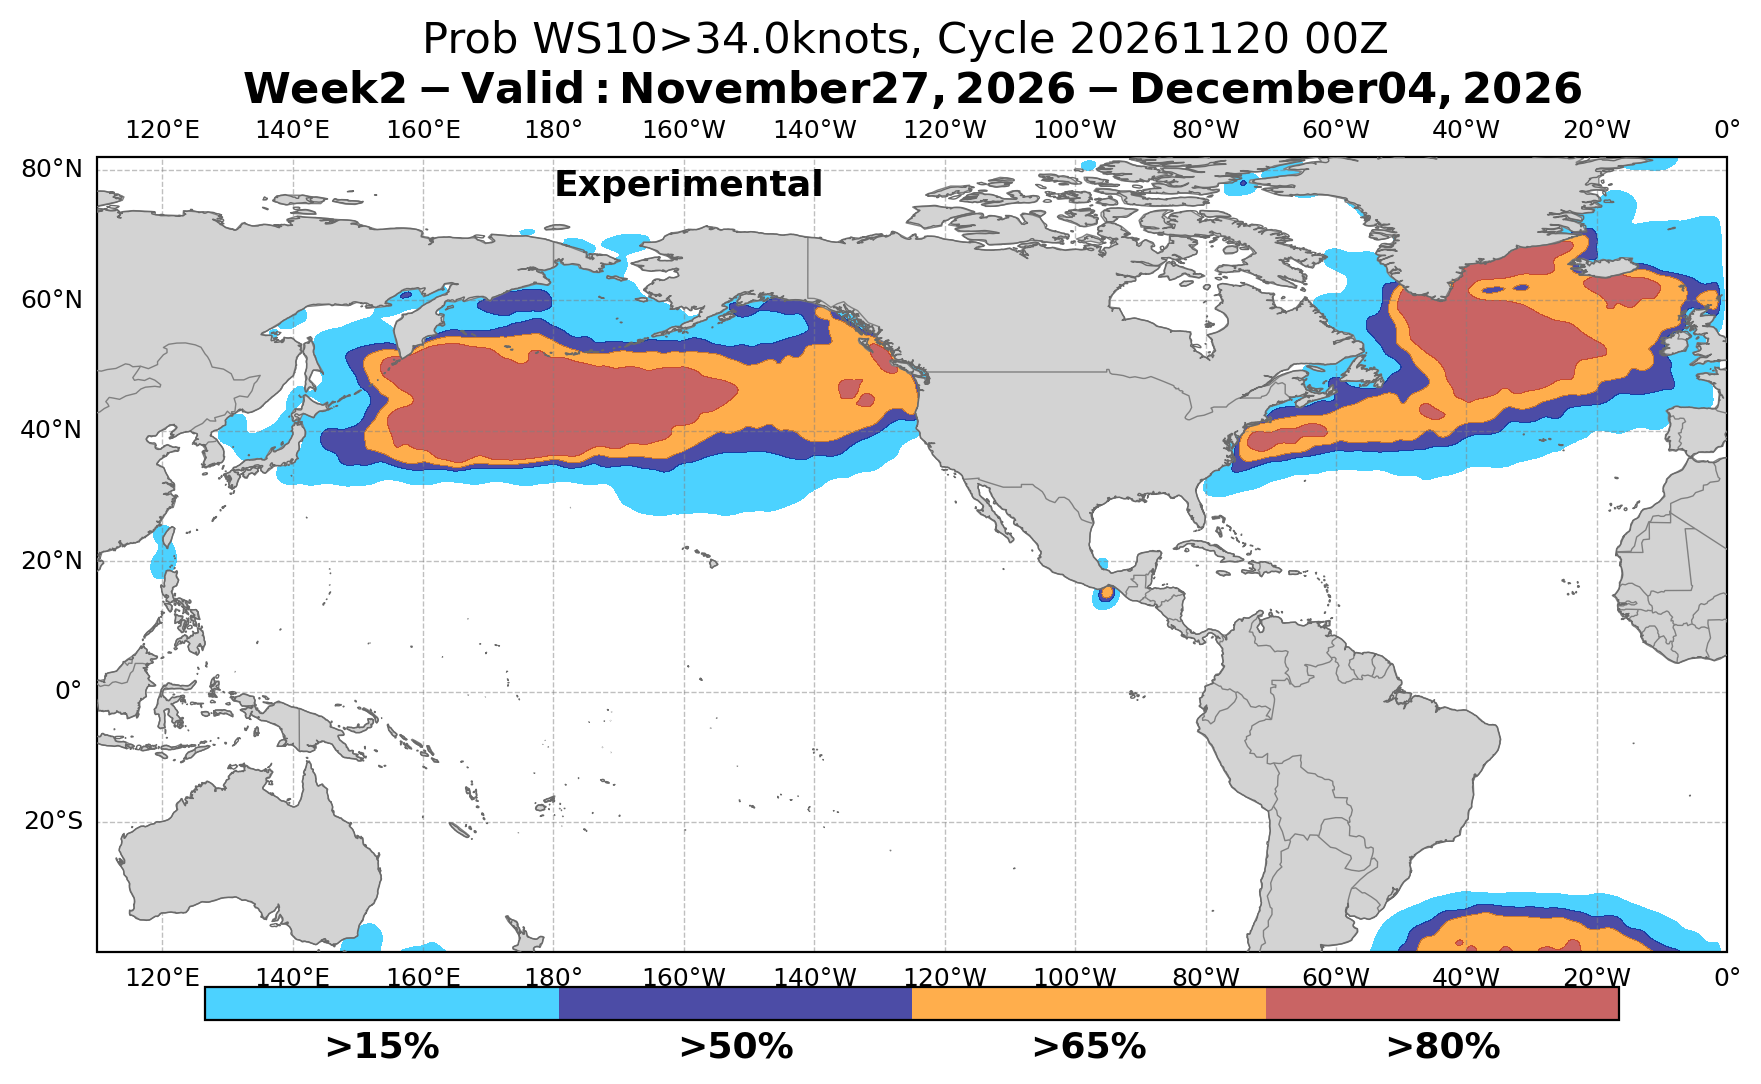 Prob WS10>34.0knots, Cycle 20261120 00Z
Week2 − Valid : November27, 2026 − December04, 2026
120°E 140°E 160°E 180° 160°W 140°W 120°W 100°W 80°W 60°W 40°W 20°W 0°
80°N
Experimental
60°N
40°N
20°N
0°
20°S
120°E 140°E 160°E 180° 160°W 140°W 120°W 100°W 80°W 60°W 40°W 20°W 0°
>15% >50% >65% >80%